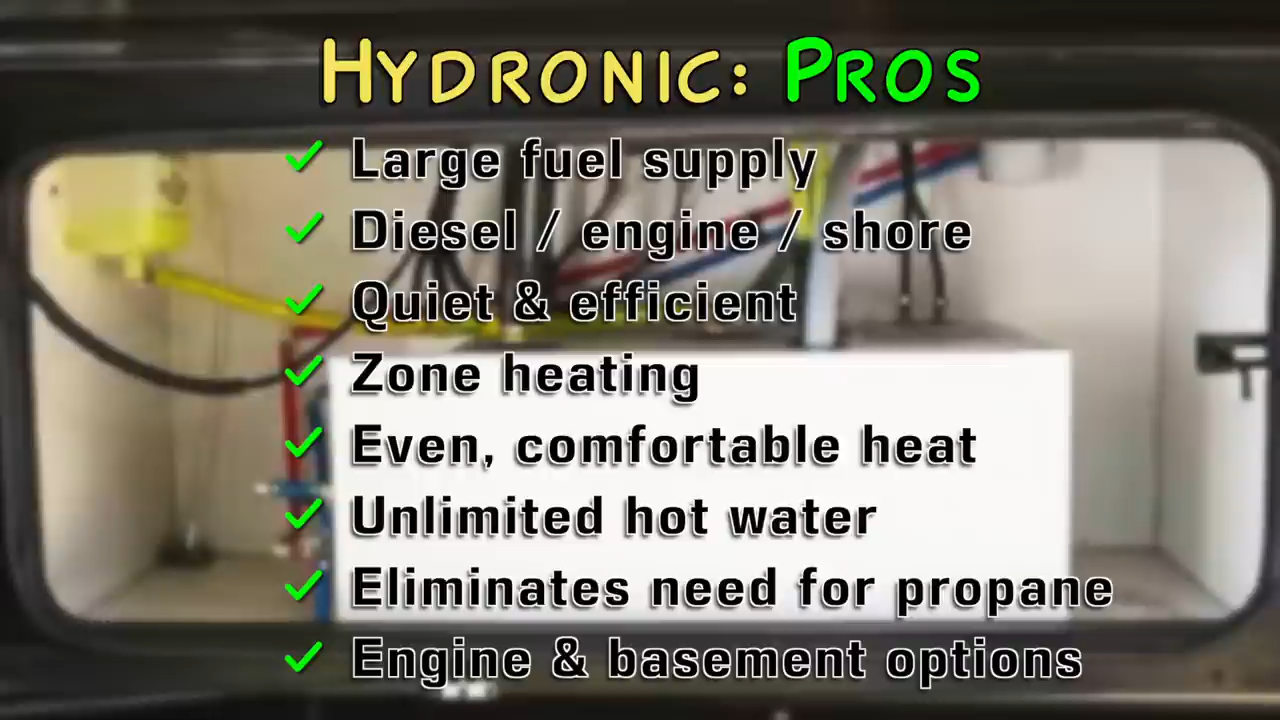 Hydronic: Pros
Large fuel supply
Diesel / engine / shore
Quiet & efficient
Zone heating
Even, comfortable heat
Unlimited hot water
Eliminates need for propane
Engine & basement options